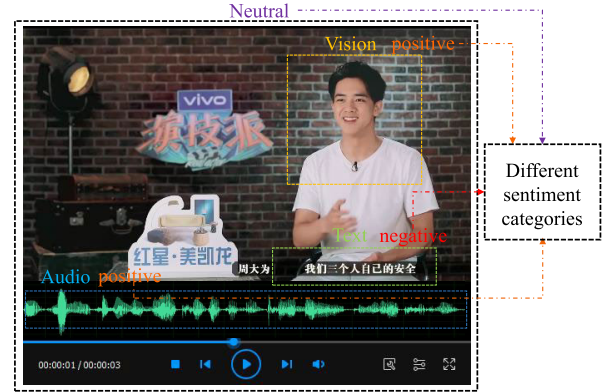 Neutral
Vision positive
vivo
演技派
Different
sentiment
categories
Text negative
红星·美凯龙
周大为
我们三个人自己的安全
Audio positive
00:00:01 / 00:00:03